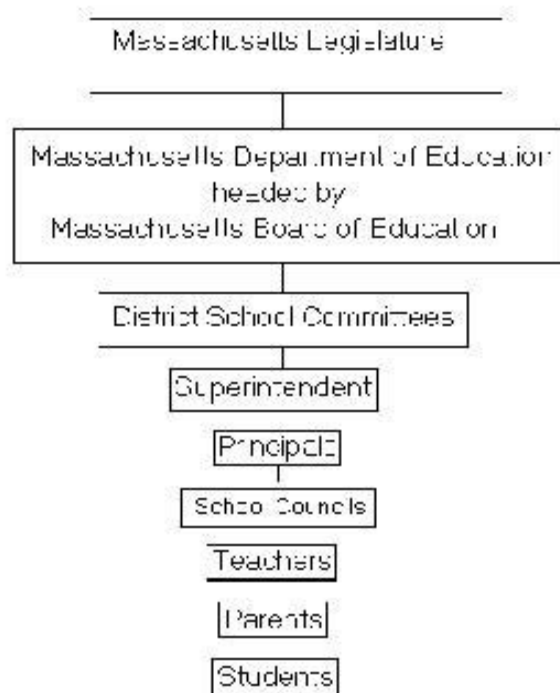 Massachusetts Legislature
Massachusetts Department of Education
headed by
Massachusetts Board of Education
District School Committees
Superintendent
Principals
School Councils
Teachers
Parents
Students